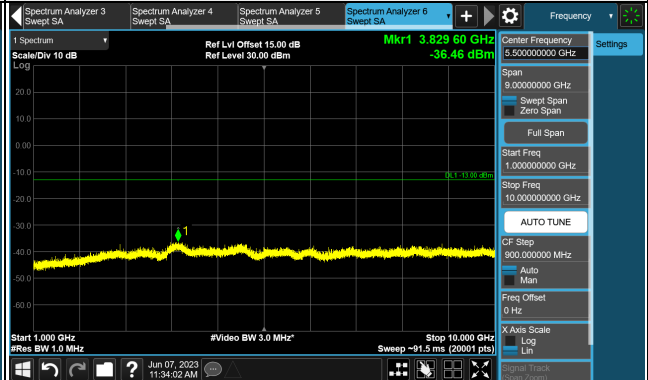 Spectrum Analyzer 3
Swept SA
Spectrum Analyzer 4
Swept SA
Spectrum Analyzer 5
Swept SA
Spectrum Analyzer 6
Swept SA
+
Frequency
1 Spectrum
Scale/Div 10 dB
Ref Lvl Offset 15.00 dB
Ref Level 30.00 dBm
Mkr1 3.829 60 GHz
-36.46 dBm
Log
20.0
10.0
0.00
-10.0
-20.0
-30.0
-40.0
-50.0
-60.0
DL1 -13.00 dBm
1
Start 1.000 GHz
#Res BW 1.0 MHz
#Video BW 3.0 MHz*
Stop 10.000 GHz
Sweep ~91.5 ms (20001 pts)
Center Frequency
5.500000000 GHz
Settings
Span
9.00000000 GHz
Swept Span
Zero Span
Full Span
Start Freq
1.000000000 GHz
Stop Freq
10.000000000 GHz
AUTO TUNE
CF Step
900.000000 MHz
Auto
Man
Freq Offset
0 Hz
X Axis Scale
Log
Lin
Signal Track
(Span Zoom)
?
Jun 07, 2023
11:34:02 AM